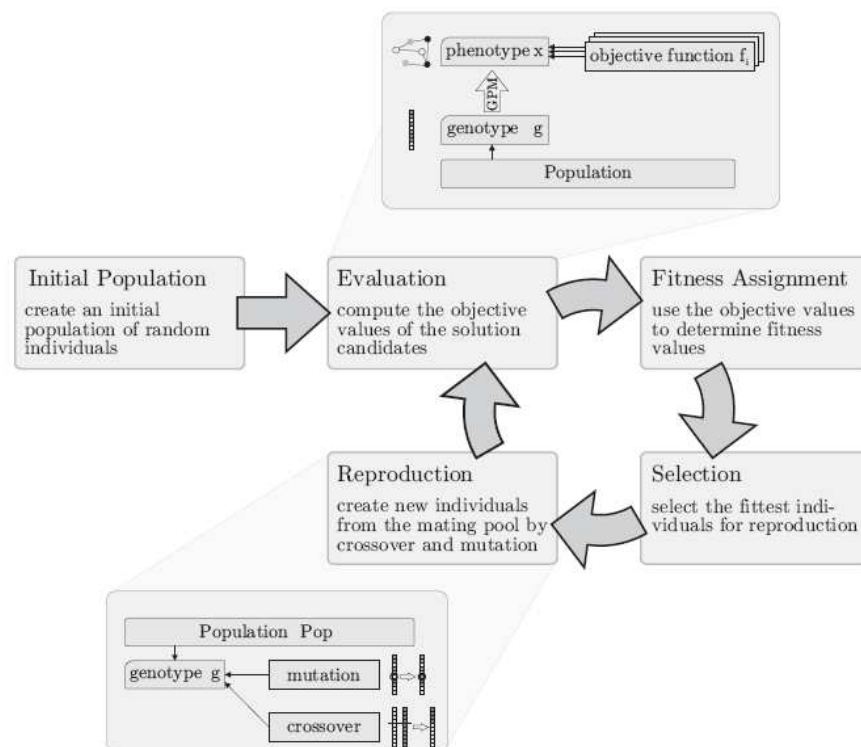 phenotype x
objective function fi
GPM
genotype g
Population
Initial Population
create an initial
population of random
individuals
Evaluation
compute the objective
values of the solution
candidates
Fitness Assignment
use the objective values
to determine fitness
values
Reproduction
create new individuals
from the mating pool by
crossover and mutation
Selection
select the fittest indi-
viduals for reproduction
Population Pop
genotype g
mutation
crossover